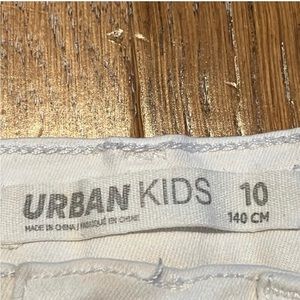 URBAN KIDS 10
MADE IN CHINA / FABRIQUÉ EN CHINE 140 CM